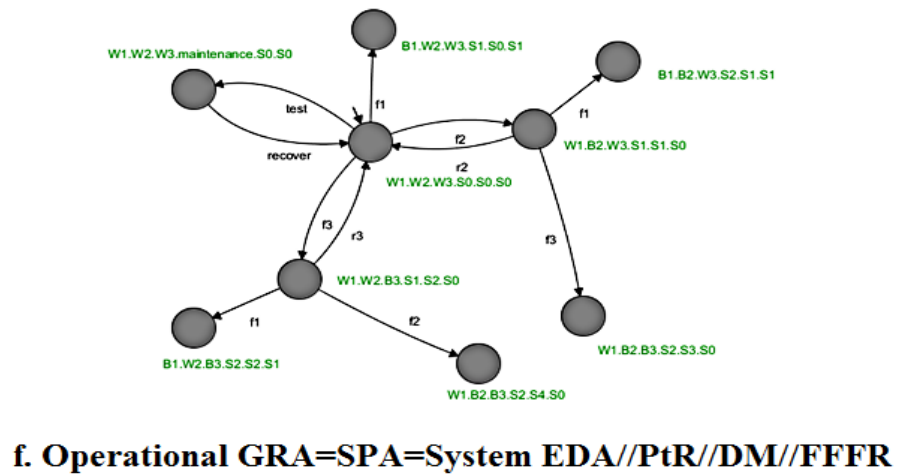 B1.W2.W3.S1.S0.S1
W1.W2.W3.maintenance.S0.S0
B1.B2.W3.S2.S1.S1
test
f1
f1
f2
W1.B2.W3.S1.S1.S0
recover
r2
W1.W2.W3.S0.S0.S0
f3
r3
f3
W1.W2.B3.S1.S2.S0
f1
f2
W1.B2.B3.S2.S3.S0
B1.W2.B3.S2.S2.S1
W1.B2.B3.S2.S4.S0
f. Operational GRA=SPA=System EDA//PtR//DM//FFFR